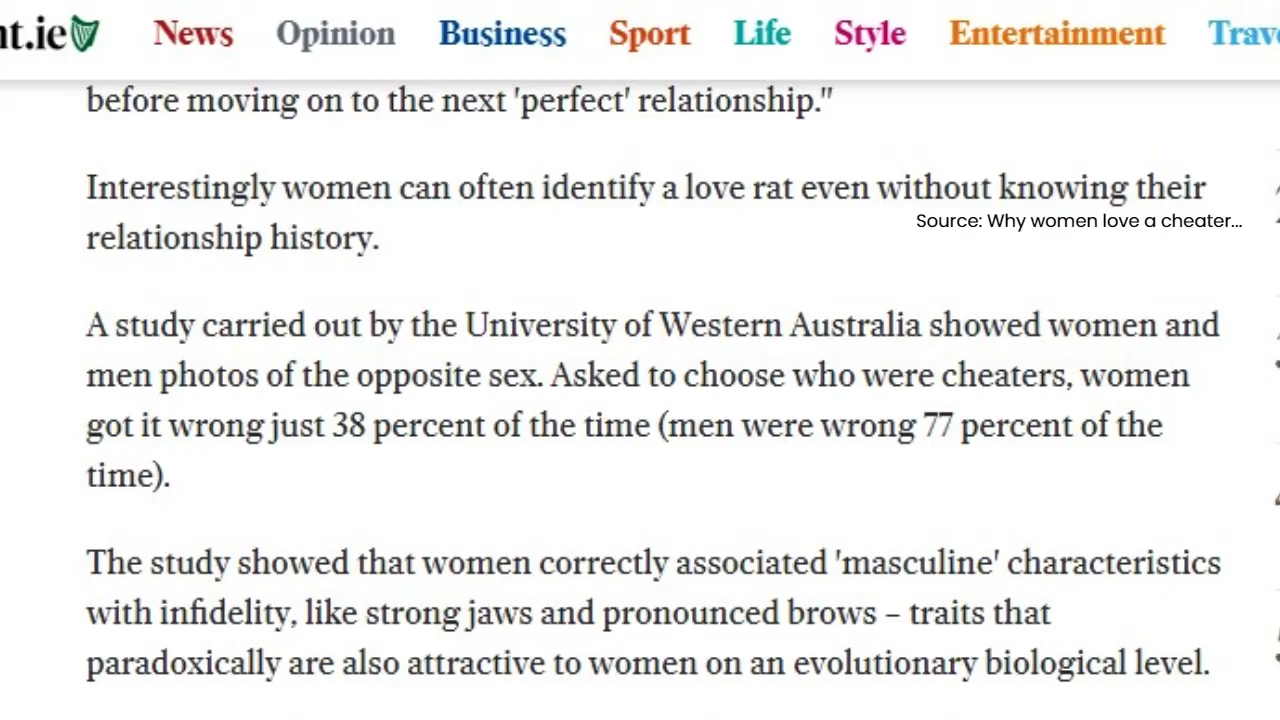 nt.ie News Opinion Business Sport Life Style Entertainment Trave
before moving on to the next 'perfect' relationship."
Interestingly women can often identify a love rat even without knowing their
Source: Why women love a cheater...
relationship history.
A study carried out by the University of Western Australia showed women and
men photos of the opposite sex. Asked to choose who were cheaters, women
got it wrong just 38 percent of the time (men were wrong 77 percent of the
time).
The study showed that women correctly associated 'masculine' characteristics
with infidelity, like strong jaws and pronounced brows – traits that
paradoxically are also attractive to women on an evolutionary biological level.